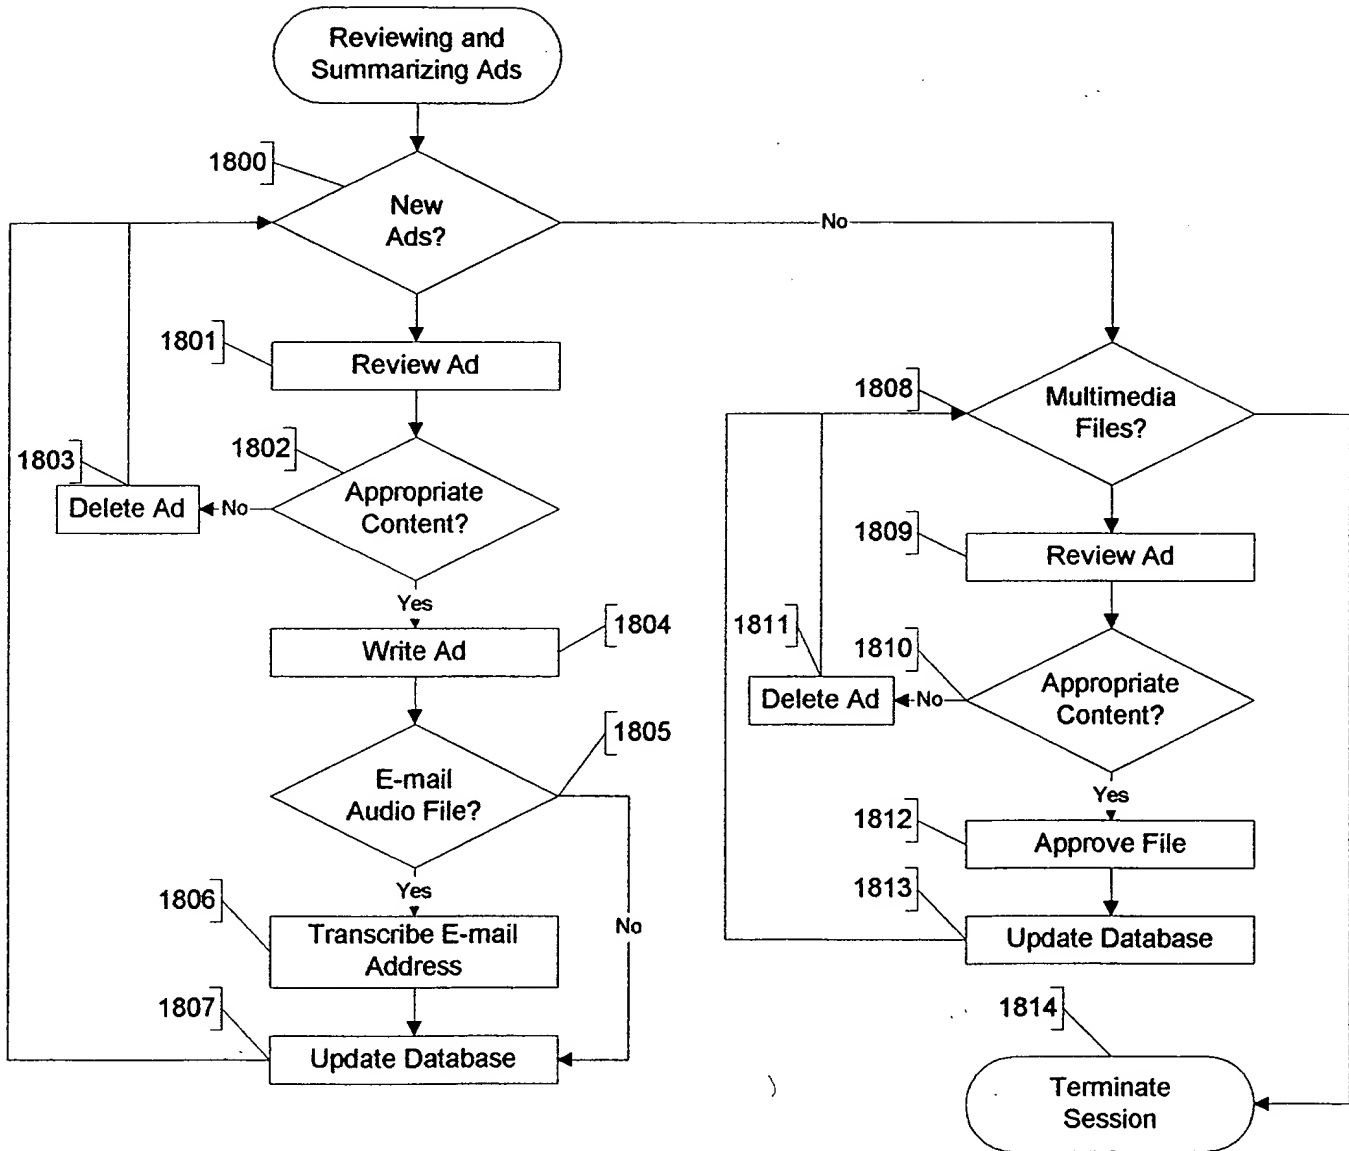 Reviewing and
Summarizing Ads
1800
New
Ads?
No
1801
Review Ad
1802
Appropriate
Content?
No
1803
Delete Ad
Yes
Write Ad
1804
E-mail
Audio File?
1805
Yes
No
1806
Transcribe E-mail
Address
1807
Update Database
1808
Multimedia
Files?
1809
Review Ad
1810
Appropriate
Content?
No
1811
Delete Ad
Yes
1812
Approve File
1813
Update Database
1814
Terminate
Session